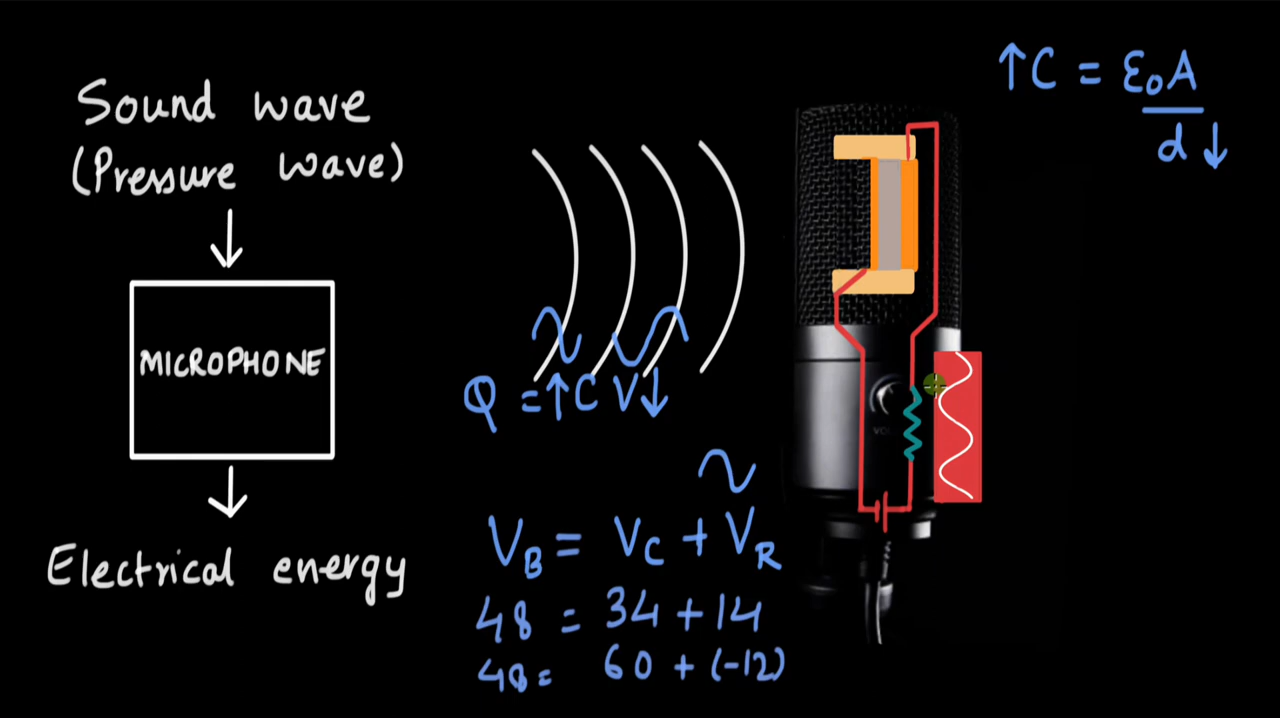 Sound wave
(Pressure wave)
MICROPHONE
Electrical energy
Q = ↑C V↓
V_B = V_C + V_R
48 = 34 + 14
48 = 60 + (-12)
↑C = ε₀A
d ↓